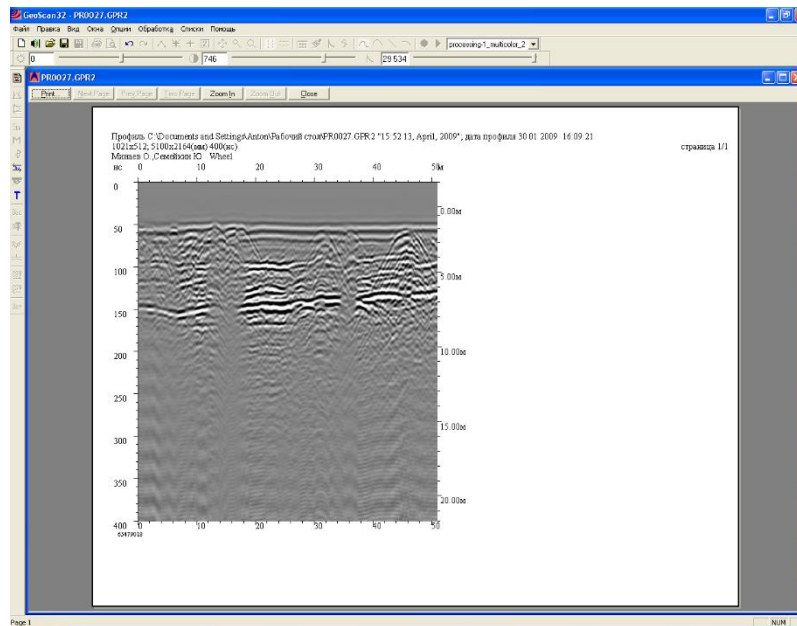 GeoScan32 - PR0027.GPR2
Файл Правка Вид Окна Опции Обработка Списки Помощь
processing-1_multicolor_2
0 746 29 534
PR0027.GPR2
Print... Next Page Prev Page Two Page Zoom In Zoom Out Close
Профиль C:\Documents and Settings\Anton\Рабочий стол\PR0027.GPR2 "15:52 13, April, 2009"; дата профиля 30 01 2009 16:09:21
1021x512; 5100x2164(мм) 400(нс) страница 1/1
Ю Wheel
нс 0 10 20 30 40 50м
0
0.00м
50
100
5.00м
150
200
10.00м
250
15.00м
300
350
20.00м
400 0 10 20 30 40 50
Page 1 NUM